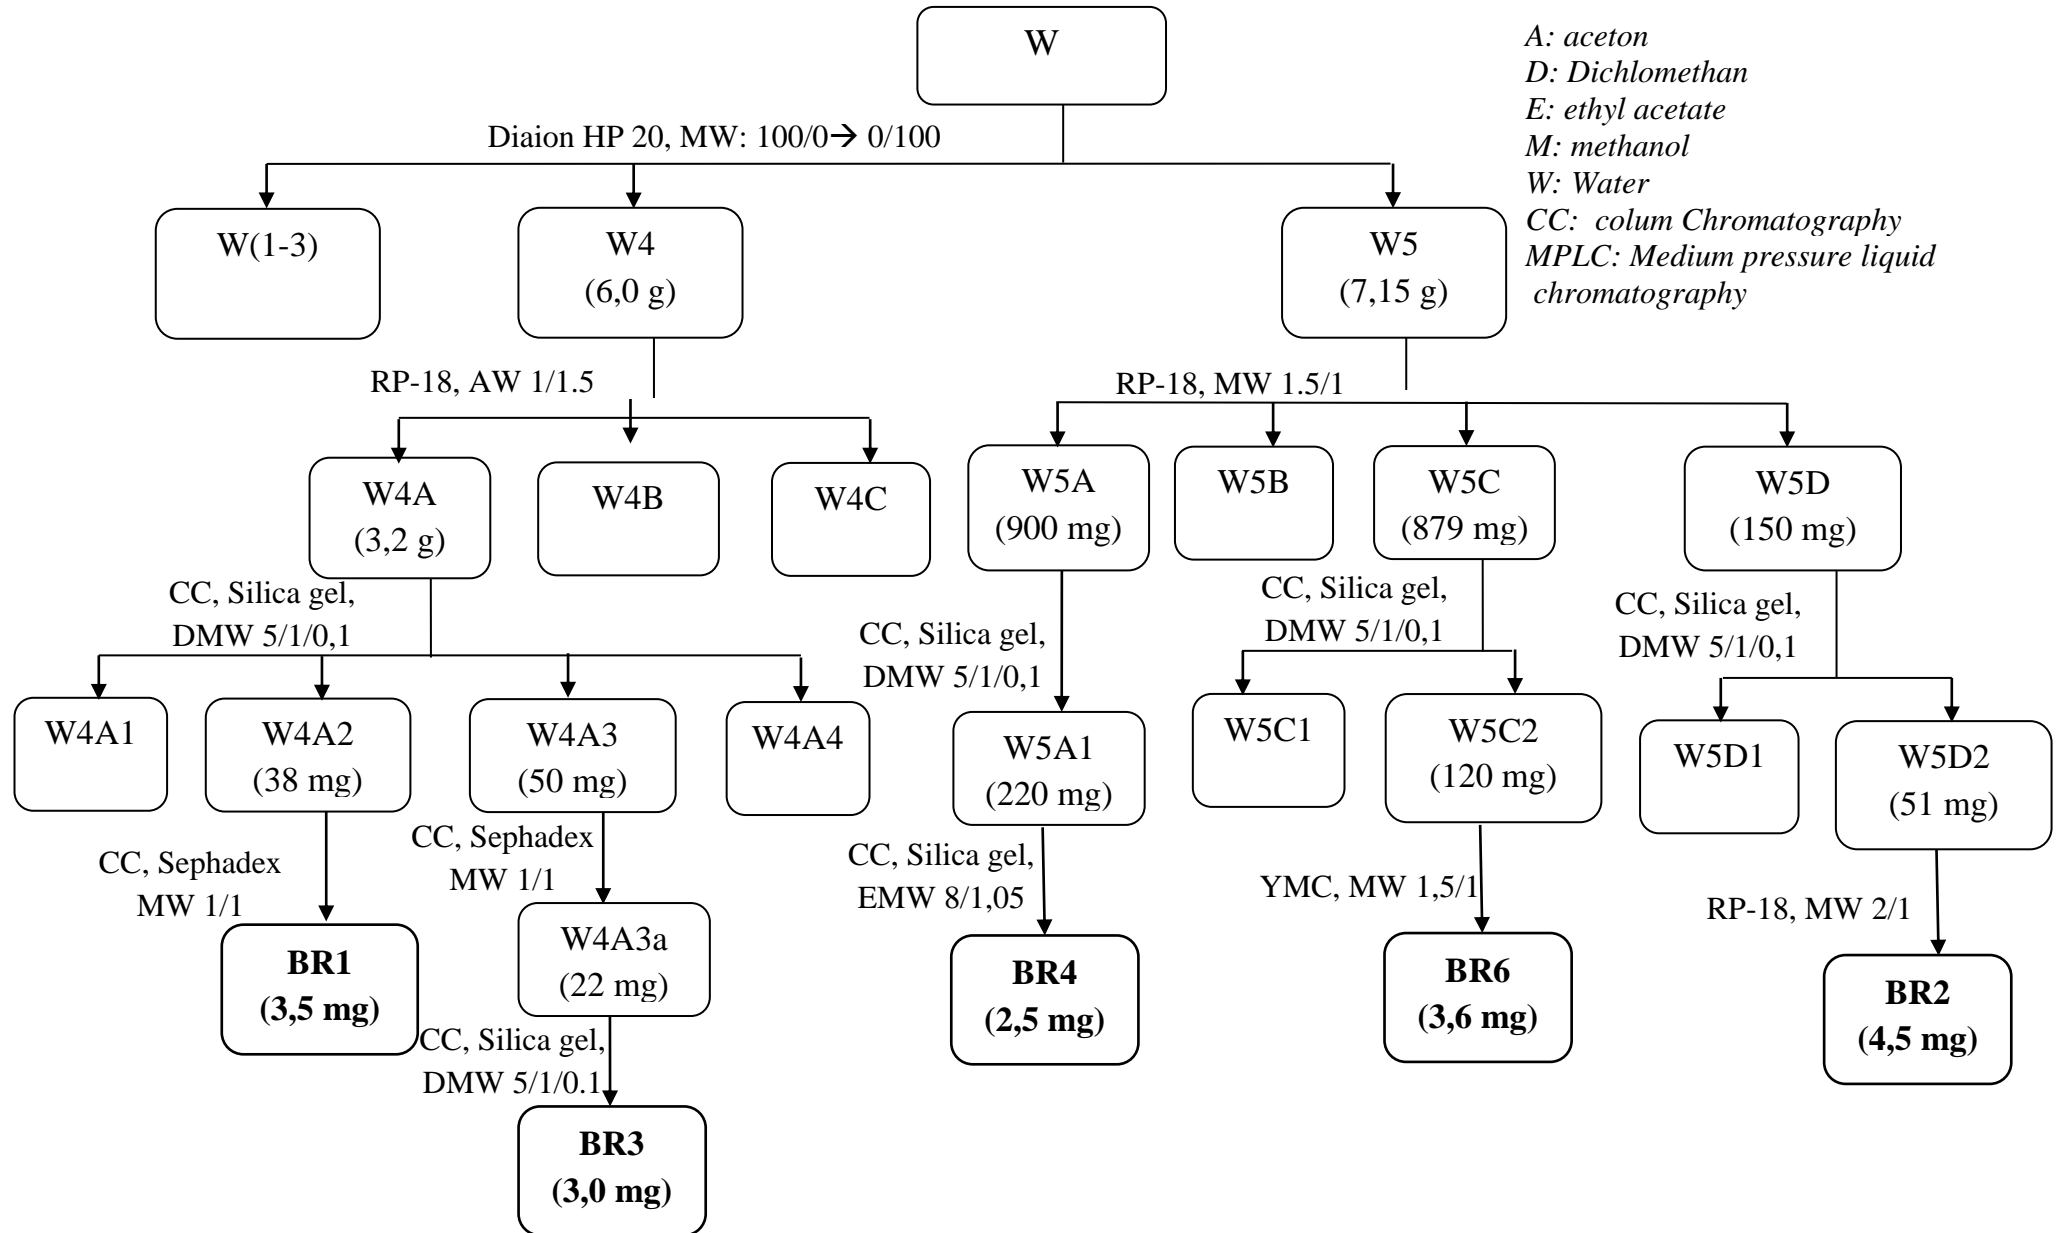 W
A: aceton
D: Dichlomethan
E: ethyl acetate
M: methanol
W: Water
CC:  colum Chromatography
MPLC: Medium pressure liquid
chromatography
Diaion HP 20, MW: 100/0→ 0/100
W(1-3)
W4
(6,0 g)
W5
(7,15 g)
RP-18, AW 1/1.5
RP-18, MW 1.5/1
W4A
(3,2 g)
W4B
W4C
W5A
(900 mg)
W5B
W5C
(879 mg)
W5D
(150 mg)
CC, Silica gel,
DMW 5/1/0,1
CC, Silica gel,
DMW 5/1/0,1
CC, Silica gel,
DMW 5/1/0,1
CC, Silica gel,
DMW 5/1/0,1
W4A1
W4A2
(38 mg)
W4A3
(50 mg)
W4A4
W5A1
(220 mg)
W5C1
W5C2
(120 mg)
W5D1
W5D2
(51 mg)
CC, Sephadex
MW 1/1
CC, Sephadex
MW 1/1
CC, Silica gel,
EMW 8/1,05
YMC, MW 1,5/1
RP-18, MW 2/1
BR1
(3,5 mg)
W4A3a
(22 mg)
BR4
(2,5 mg)
BR6
(3,6 mg)
BR2
(4,5 mg)
CC, Silica gel,
DMW 5/1/0.1
BR3
(3,0 mg)